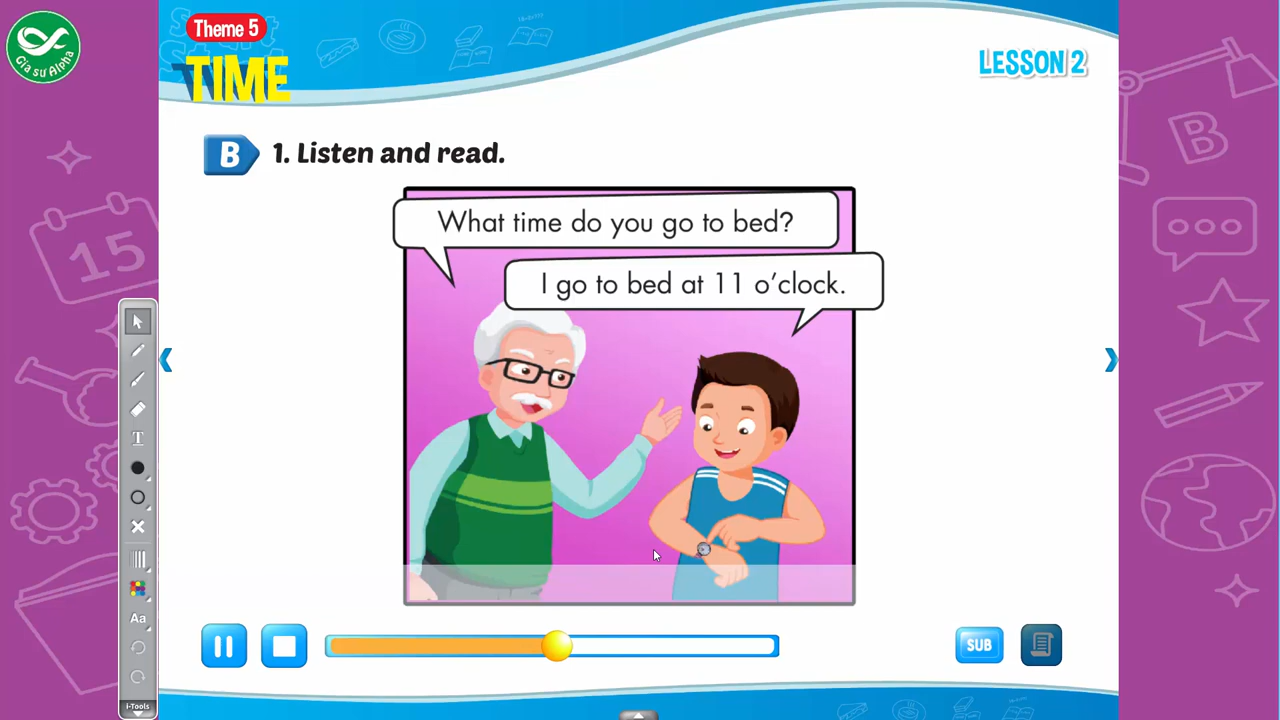 Gia sư Alpha
Theme 5
TIME
LESSON 2
B
1. Listen and read.
What time do you go to bed?
I go to bed at 11 o'clock.
15
B
T
Aa
i-Tools
SUB